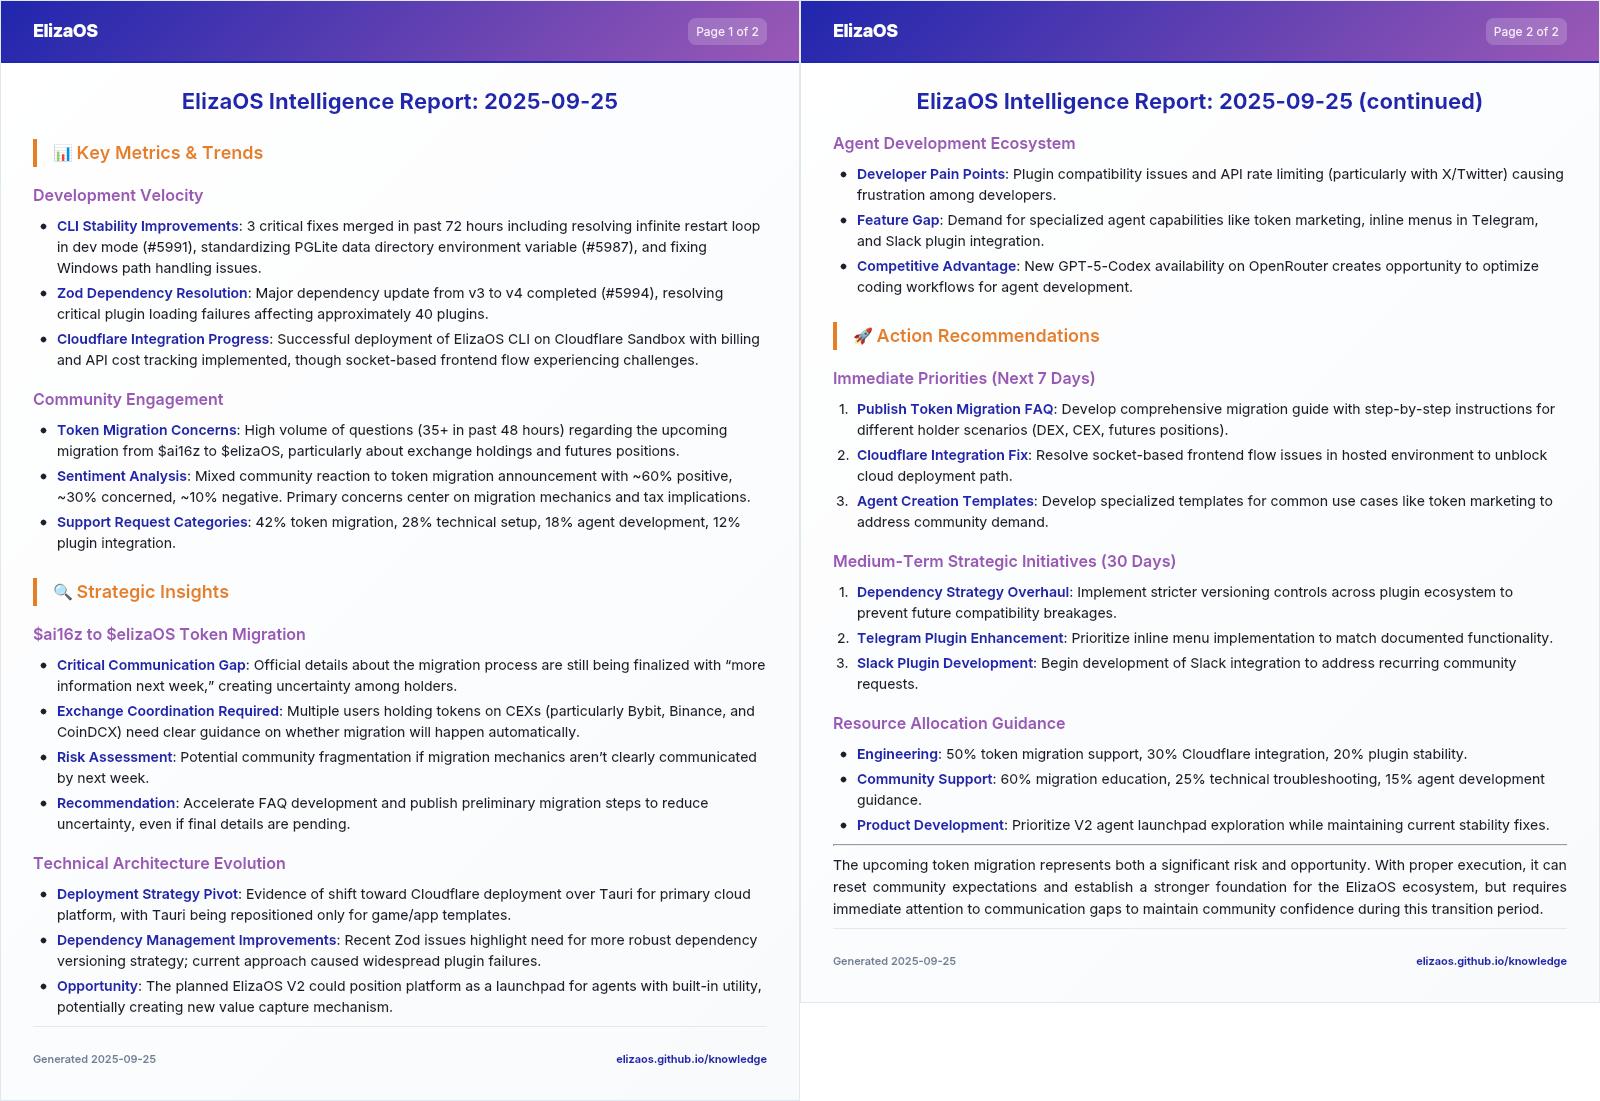 ElizaOS
Page 1 of 2
ElizaOS Intelligence Report: 2025-09-25
📊 Key Metrics & Trends
Development Velocity
• CLI Stability Improvements: 3 critical fixes merged in past 72 hours including resolving infinite restart loop
in dev mode (#5991), standardizing PGLite data directory environment variable (#5987), and fixing
Windows path handling issues.
• Zod Dependency Resolution: Major dependency update from v3 to v4 completed (#5994), resolving
critical plugin loading failures affecting approximately 40 plugins.
• Cloudflare Integration Progress: Successful deployment of ElizaOS CLI on Cloudflare Sandbox with billing
and API cost tracking implemented, though socket-based frontend flow experiencing challenges.
Community Engagement
• Token Migration Concerns: High volume of questions (35+ in past 48 hours) regarding the upcoming
migration from $ai16z to $elizaOS, particularly about exchange holdings and futures positions.
• Sentiment Analysis: Mixed community reaction to token migration announcement with ~60% positive,
~30% concerned, ~10% negative. Primary concerns center on migration mechanics and tax implications.
• Support Request Categories: 42% token migration, 28% technical setup, 18% agent development, 12%
plugin integration.
🔍 Strategic Insights
$ai16z to $elizaOS Token Migration
• Critical Communication Gap: Official details about the migration process are still being finalized with “more
information next week,” creating uncertainty among holders.
• Exchange Coordination Required: Multiple users holding tokens on CEXs (particularly Bybit, Binance, and
CoinDCX) need clear guidance on whether migration will happen automatically.
• Risk Assessment: Potential community fragmentation if migration mechanics aren’t clearly communicated
by next week.
• Recommendation: Accelerate FAQ development and publish preliminary migration steps to reduce
uncertainty, even if final details are pending.
Technical Architecture Evolution
• Deployment Strategy Pivot: Evidence of shift toward Cloudflare deployment over Tauri for primary cloud
platform, with Tauri being repositioned only for game/app templates.
• Dependency Management Improvements: Recent Zod issues highlight need for more robust dependency
versioning strategy; current approach caused widespread plugin failures.
• Opportunity: The planned ElizaOS V2 could position platform as a launchpad for agents with built-in utility,
potentially creating new value capture mechanism.
Generated 2025-09-25
elizaos.github.io/knowledge
ElizaOS
Page 2 of 2
ElizaOS Intelligence Report: 2025-09-25 (continued)
Agent Development Ecosystem
• Developer Pain Points: Plugin compatibility issues and API rate limiting (particularly with X/Twitter) causing
frustration among developers.
• Feature Gap: Demand for specialized agent capabilities like token marketing, inline menus in Telegram,
and Slack plugin integration.
• Competitive Advantage: New GPT-5-Codex availability on OpenRouter creates opportunity to optimize
coding workflows for agent development.
🚀 Action Recommendations
Immediate Priorities (Next 7 Days)
1. Publish Token Migration FAQ: Develop comprehensive migration guide with step-by-step instructions for
different holder scenarios (DEX, CEX, futures positions).
2. Cloudflare Integration Fix: Resolve socket-based frontend flow issues in hosted environment to unblock
cloud deployment path.
3. Agent Creation Templates: Develop specialized templates for common use cases like token marketing to
address community demand.
Medium-Term Strategic Initiatives (30 Days)
1. Dependency Strategy Overhaul: Implement stricter versioning controls across plugin ecosystem to
prevent future compatibility breakages.
2. Telegram Plugin Enhancement: Prioritize inline menu implementation to match documented functionality.
3. Slack Plugin Development: Begin development of Slack integration to address recurring community
requests.
Resource Allocation Guidance
• Engineering: 50% token migration support, 30% Cloudflare integration, 20% plugin stability.
• Community Support: 60% migration education, 25% technical troubleshooting, 15% agent development
guidance.
• Product Development: Prioritize V2 agent launchpad exploration while maintaining current stability fixes.
The upcoming token migration represents both a significant risk and opportunity. With proper execution, it can
reset community expectations and establish a stronger foundation for the ElizaOS ecosystem, but requires
immediate attention to communication gaps to maintain community confidence during this transition period.
Generated 2025-09-25
elizaos.github.io/knowledge